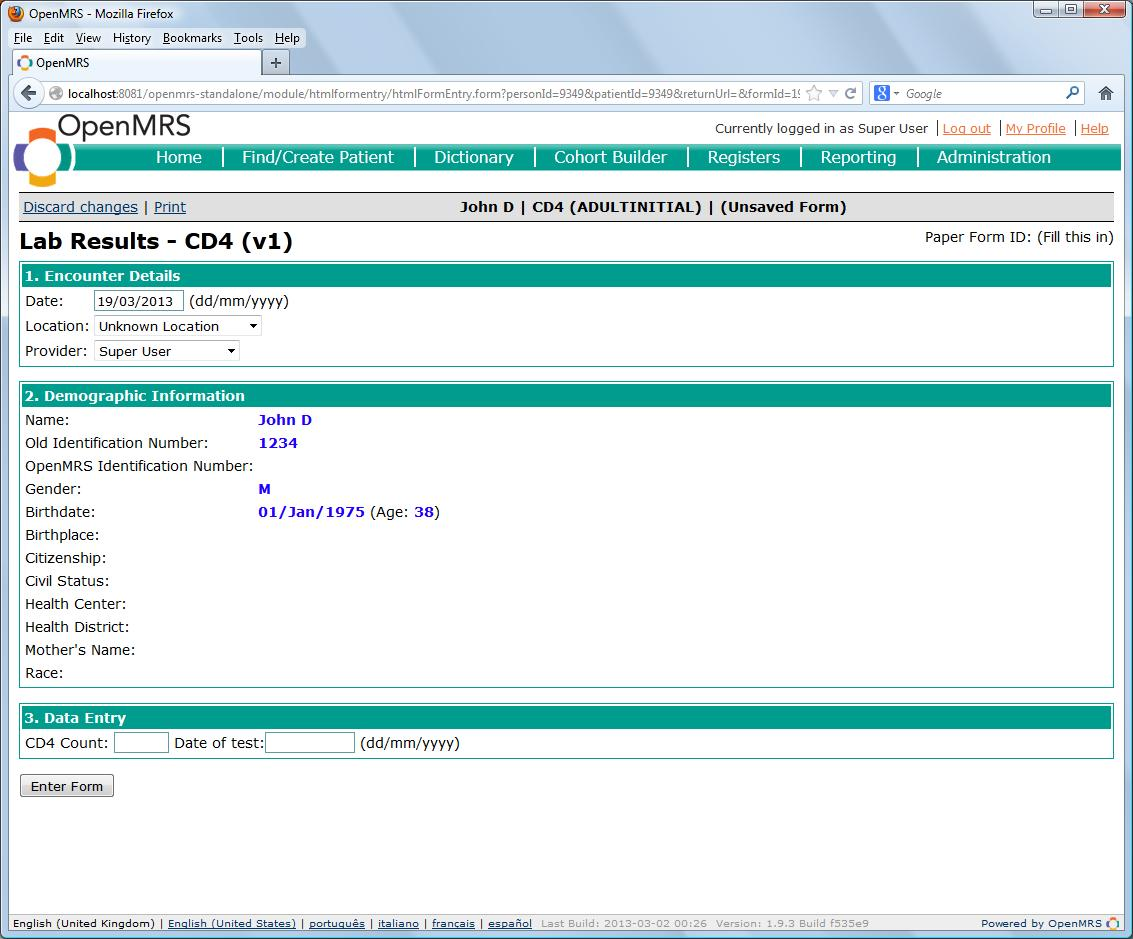 OpenMRS - Mozilla Firefox
File Edit View History Bookmarks Tools Help
OpenMRS
localhost:8081/openmrs-standalone/module/htmlformentry/htmlFormEntry.form?personId=9349&patientId=9349&returnUrl=&formId=19 Google
OpenMRS
Currently logged in as Super User | Log out | My Profile | Help
Home | Find/Create Patient | Dictionary | Cohort Builder | Registers | Reporting | Administration
Discard changes | Print John D | CD4 (ADULTINITIAL) | (Unsaved Form)
Lab Results - CD4 (v1) Paper Form ID: (Fill this in)
1. Encounter Details
Date: 19/03/2013 (dd/mm/yyyy)
Location: Unknown Location
Provider: Super User
2. Demographic Information
Name: John D
Old Identification Number: 1234
OpenMRS Identification Number:
Gender: M
Birthdate: 01/Jan/1975 (Age: 38)
Birthplace:
Citizenship:
Civil Status:
Health Center:
Health District:
Mother's Name:
Race:
3. Data Entry
CD4 Count: Date of test: (dd/mm/yyyy)
Enter Form
English (United Kingdom) | English (United States) | português | italiano | français | español Last Build: 2013-03-02 00:26 Version: 1.9.3 Build f535e9 Powered by OpenMRS